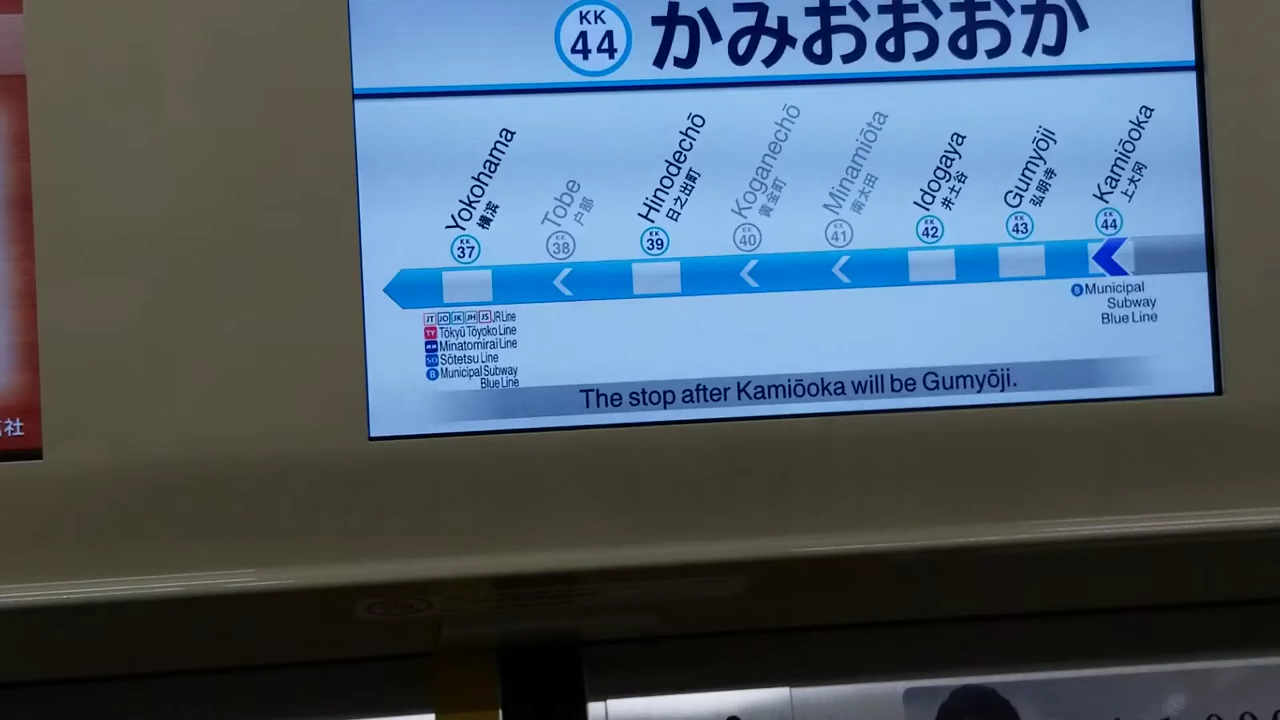 KK
44
かみおおおか
Yokohama
横浜
KK
37
Tobe
户部
KK
38
Hinodechō
日之出町
KK
39
Koganechō
黄金町
KK
40
Minamiōta
南太田
KK
41
Idogaya
井土谷
KK
42
Gumyōji
弘明寺
KK
43
Kamiōoka
上大冈
KK
44
JT JO JK JH JS JR Line
TY Tōkyū Tōyoko Line
Minatomirai Line
SO Sōtetsu Line
B Municipal Subway
Blue Line
B Municipal
Subway
Blue Line
The stop after Kamiōoka will be Gumyōji.
社